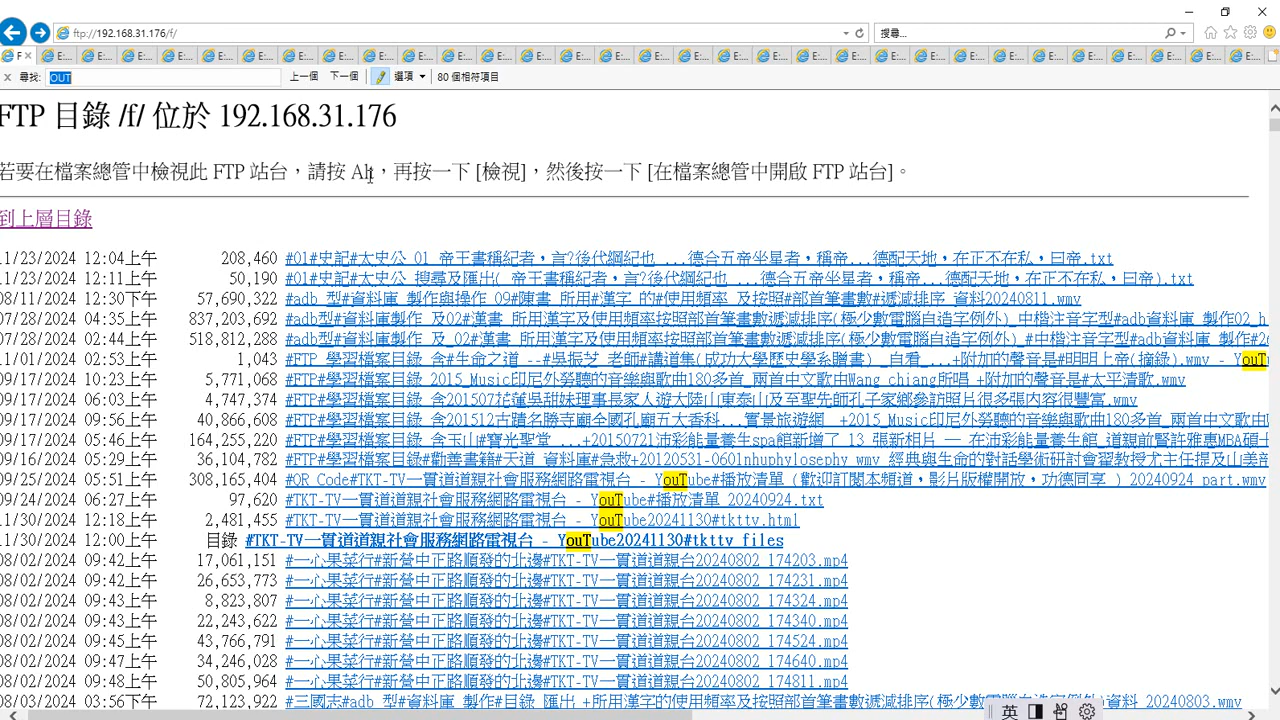 ftp://192.168.31.176/f/
搜尋...
F E... E... E... E... E... E... E... E... E... E... E... E... E... E... E... E... E... E... E... E... E... E... E... E... E... E... E... E... E... E... E...
尋找: OUT 上一個 下一個 選項 80 個相符項目
FTP 目錄 /f/ 位於 192.168.31.176
若要在檔案總管中檢視此 FTP 站台，請按 Alt，再按一下 [檢視]，然後按一下 [在檔案總管中開啟 FTP 站台]。
到上層目錄
11/23/2024 12:04上午 208,460 #01#史記#太史公_01_帝王書稱紀者，言?後代綱紀也_...德合五帝坐星者，稱帝...德配天地，在正不在私，曰帝.txt
11/23/2024 12:11上午 50,190 #01#史記#太史公_搜尋及匯出(_帝王書稱紀者，言?後代綱紀也_...德合五帝坐星者，稱帝...德配天地，在正不在私，曰帝).txt
08/11/2024 12:30下午 57,690,322 #adb_型#資料庫_製作與操作_09#陳書_所用#漢字_的#使用頻率_及按照#部首筆畫數#遞減排序_資料20240811.wmv
07/28/2024 04:35上午 837,203,692 #adb型#資料庫製作_及02#漢書_所用漢字及使用頻率按照部首筆畫數遞減排序(極少數電腦自造字例外)_中楷注音字型#adb資料庫_製作02_h
07/28/2024 02:44上午 518,812,288 #adb型#資料庫製作_及_02#漢書_所用漢字及使用頻率按照部首筆畫數遞減排序(極少數電腦自造字例外)_#中楷注音字型#adb資料庫_製作#20
11/01/2024 02:53上午 1,043 #FTP_學習檔案目錄_含#生命之道_--#吳振芝_老師#講道集(成功大學歷史學系贈書)_自看_...+附加的聲音是#明明上帝(摘錄).wmv - YouTu
09/17/2024 10:23上午 5,771,068 #FTP#學習檔案目錄_2015_Music印尼外勞聽的音樂與歌曲180多首_兩首中文歌由Wang_chiang所唱_+附加的聲音是#太平清歌.wmv
09/17/2024 06:03上午 4,747,374 #FTP#學習檔案目錄_含201507花蓮吳甜妹理事長家人遊大陸山東泰山及至聖先師孔子家鄉參訪照片很多張內容很豐富.wmv
09/17/2024 09:56上午 40,866,608 #FTP#學習檔案目錄_含201512古蹟名勝寺廟全國孔廟五大香科...實景旅遊網__+2015_Music印尼外勞聽的音樂與歌曲180多首_兩首中文歌由
09/17/2024 05:46上午 164,255,220 #FTP#學習檔案目錄_含玉山#寶光聖堂_...+20150721沛彩能量養生spa館新增了 13 張新相片 — 在沛彩能量養生館_道親前賢許雅惠MBA碩士
09/16/2024 05:29上午 36,104,782 #FTP#學習檔案目錄#勸善書籍#天道_資料庫#急救+20120531-0601nhuphylosephy_wmv_經典與生命的對話學術研討會翟教授尤主任提及山美部
09/25/2024 05:51上午 308,165,404 #QR_Code#TKT-TV一貫道道親社會服務網路電視台 - YouTube#播放清單（歡迎訂閱本頻道，影片版權開放，功德同享 ）20240924_part.wmv
09/24/2024 06:27上午 97,620 #TKT-TV一貫道道親社會服務網路電視台 - YouTube#播放清單_20240924.txt
11/30/2024 12:18上午 2,481,455 #TKT-TV一貫道道親社會服務網路電視台 - YouTube20241130#tkttv.html
11/30/2024 12:00上午 目錄 #TKT-TV一貫道道親社會服務網路電視台 - YouTube20241130#tkttv_files
08/02/2024 09:42上午 17,061,151 #一心果菜行#新營中正路順發的北邊#TKT-TV一貫道道親台20240802_174203.mp4
08/02/2024 09:42上午 26,653,773 #一心果菜行#新營中正路順發的北邊#TKT-TV一貫道道親台20240802_174231.mp4
08/02/2024 09:43上午 8,823,807 #一心果菜行#新營中正路順發的北邊#TKT-TV一貫道道親台20240802_174324.mp4
08/02/2024 09:43上午 22,243,622 #一心果菜行#新營中正路順發的北邊#TKT-TV一貫道道親台20240802_174340.mp4
08/02/2024 09:45上午 43,766,791 #一心果菜行#新營中正路順發的北邊#TKT-TV一貫道道親台20240802_174524.mp4
08/02/2024 09:47上午 34,246,028 #一心果菜行#新營中正路順發的北邊#TKT-TV一貫道道親台20240802_174640.mp4
08/02/2024 09:48上午 50,805,964 #一心果菜行#新營中正路順發的北邊#TKT-TV一貫道道親台20240802_174811.mp4
08/03/2024 03:56下午 72,123,922 #三國志#adb_型#資料庫_製作#目錄_匯出_+所用漢字的使用頻率及按照部首筆畫數遞減排序(極少數電腦自造字例外)資料_20240803.wmv
英